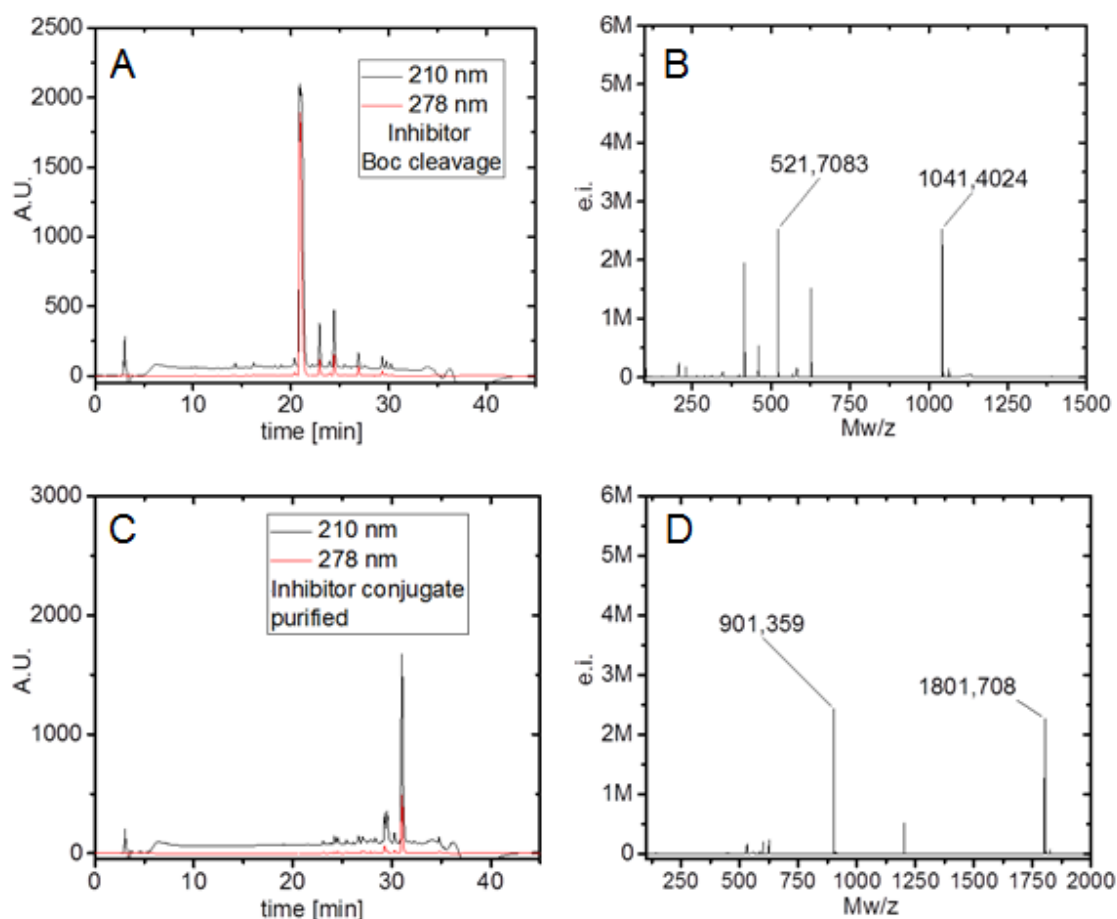 A
2500
2000
1500
1000
500
0
A.U.
210 nm
278 nm
Inhibitor
Boc cleavage
0 10 20 30 40
time [min]
B
6M
5M
4M
3M
2M
1M
0
e.i.
521,7083
1041,4024
250 500 750 1000 1250 1500
Mw/z
C
3000
2000
1000
0
A.U.
210 nm
278 nm
Inhibitor conjugate
purified
0 10 20 30 40
time [min]
D
6M
5M
4M
3M
2M
1M
0
e.i.
901,359
1801,708
250 500 750 1000 1250 1500 1750 2000
Mw/z